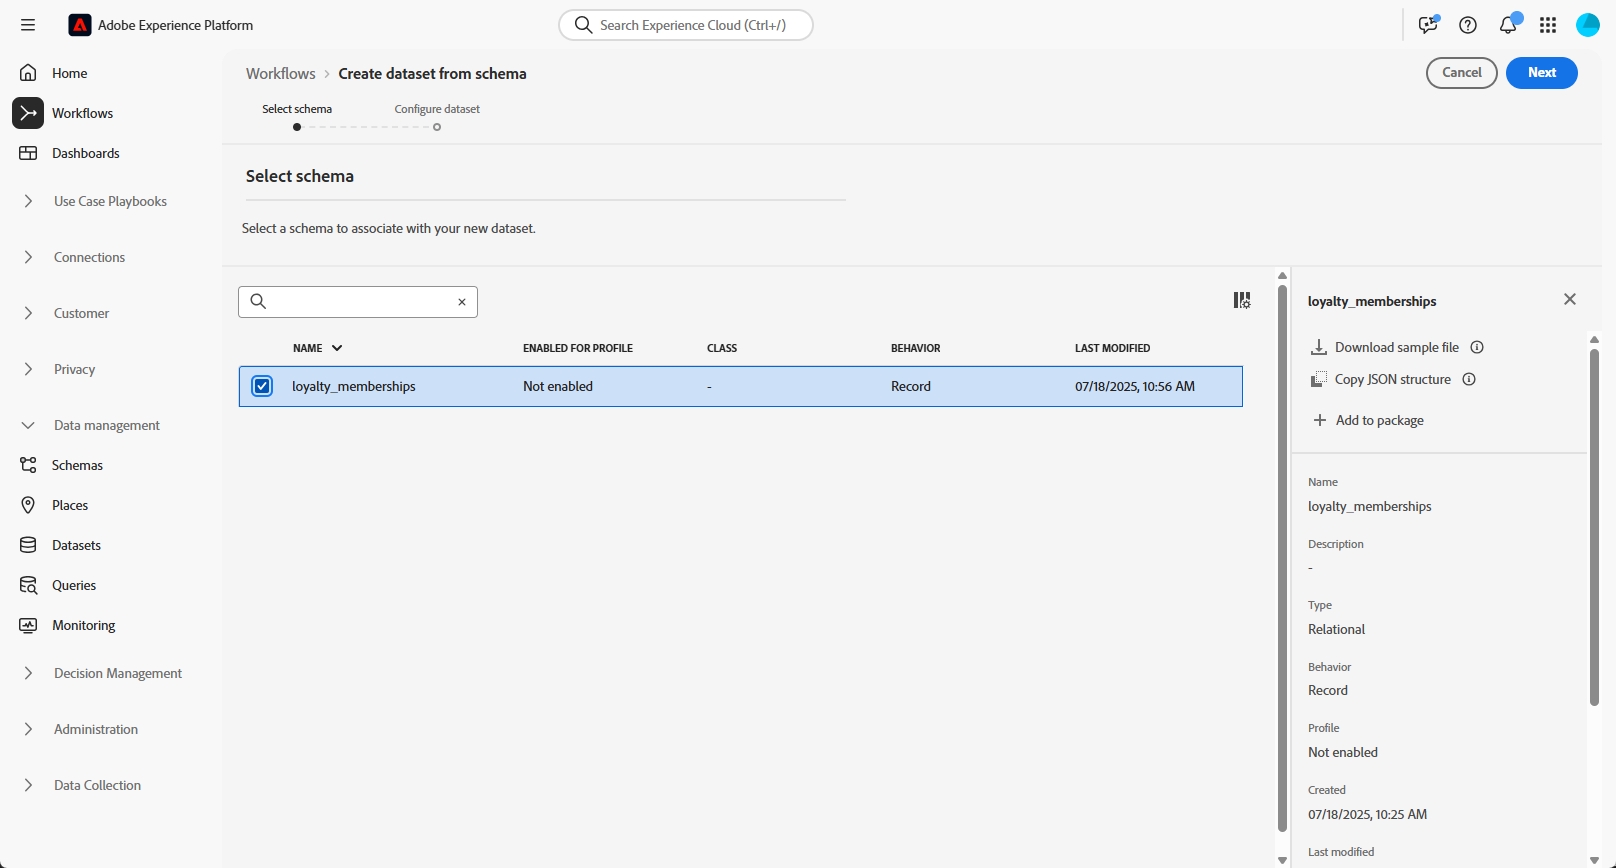 Adobe Experience Platform
Search Experience Cloud (Ctrl+/)
Home
Workflows
Dashboards
Use Case Playbooks
Connections
Customer
Privacy
Data management
Schemas
Places
Datasets
Queries
Monitoring
Decision Management
Administration
Data Collection
Workflows > Create dataset from schema
Cancel
Next
Select schema
Configure dataset
Select schema
Select a schema to associate with your new dataset.
NAME ENABLED FOR PROFILE CLASS BEHAVIOR LAST MODIFIED
loyalty_memberships Not enabled - Record 07/18/2025, 10:56 AM
loyalty_memberships
Download sample file
Copy JSON structure
Add to package
Name
loyalty_memberships
Description
-
Type
Relational
Behavior
Record
Profile
Not enabled
Created
07/18/2025, 10:25 AM
Last modified